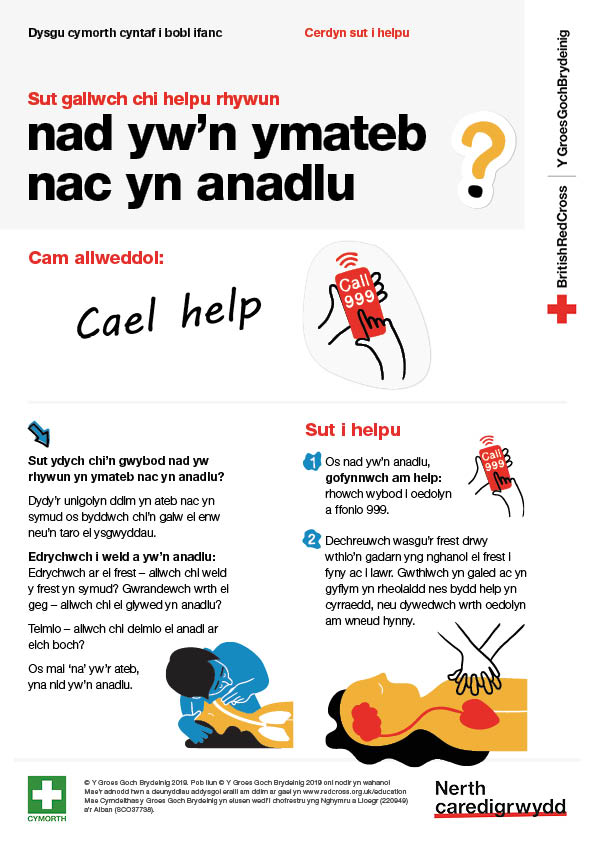 Dysgu cymorth cyntaf i bobl ifanc
Cerdyn sut i helpu
Sut gallwch chi helpu rhywun
nad yw’n ymateb
nac yn anadlu
?
Y Groes Goch Brydeinig
BritishRedCross
Cam allweddol:
Cael help
Call
999
Sut ydych chi’n gwybod nad yw
rhywun yn ymateb nac yn anadlu?
Dydy’r unigolyn ddim yn ateb nac yn
symud os byddwch chi’n galw ei enw
neu’n taro ei ysgwyddau.
Edrychwch i weld a yw’n anadlu:
Edrychwch ar ei frest – allwch chi weld
y frest yn symud? Gwrandewch wrth ei
geg – allwch chi ei glywed yn anadlu?
Teimlo – allwch chi deimlo ei anadl ar
eich boch?
Os mai ‘na’ yw’r ateb,
yna nid yw’n anadlu.
Sut i helpu
1 Os nad yw’n anadlu,
gofynnwch am help:
rhowch wybod i oedolyn
a ffonio 999.
Call
999
2 Dechreuwch wasgu’r frest drwy
wthio’n gadarn yng nghanol ei frest i
fyny ac i lawr. Gwthiwch yn galed ac yn
gyflym yn rheolaidd nes bydd help yn
cyrraedd, neu dywedwch wrth oedolyn
am wneud hynny.
CYMORTH
© Y Groes Goch Brydeinig 2019. Pob llun © Y Groes Goch Brydeinig 2019 oni nodir yn wahanol
Mae’r adnodd hwn a deunyddiau addysgol eraill am ddim ar gael yn www.redcross.org.uk/education
Mae Cymdeithas y Groes Goch Brydeinig yn elusen wedi’i chofrestru yng Nghymru a Lloegr (220949)
a’r Alban (SCO37738).
Nerth
caredigrwydd